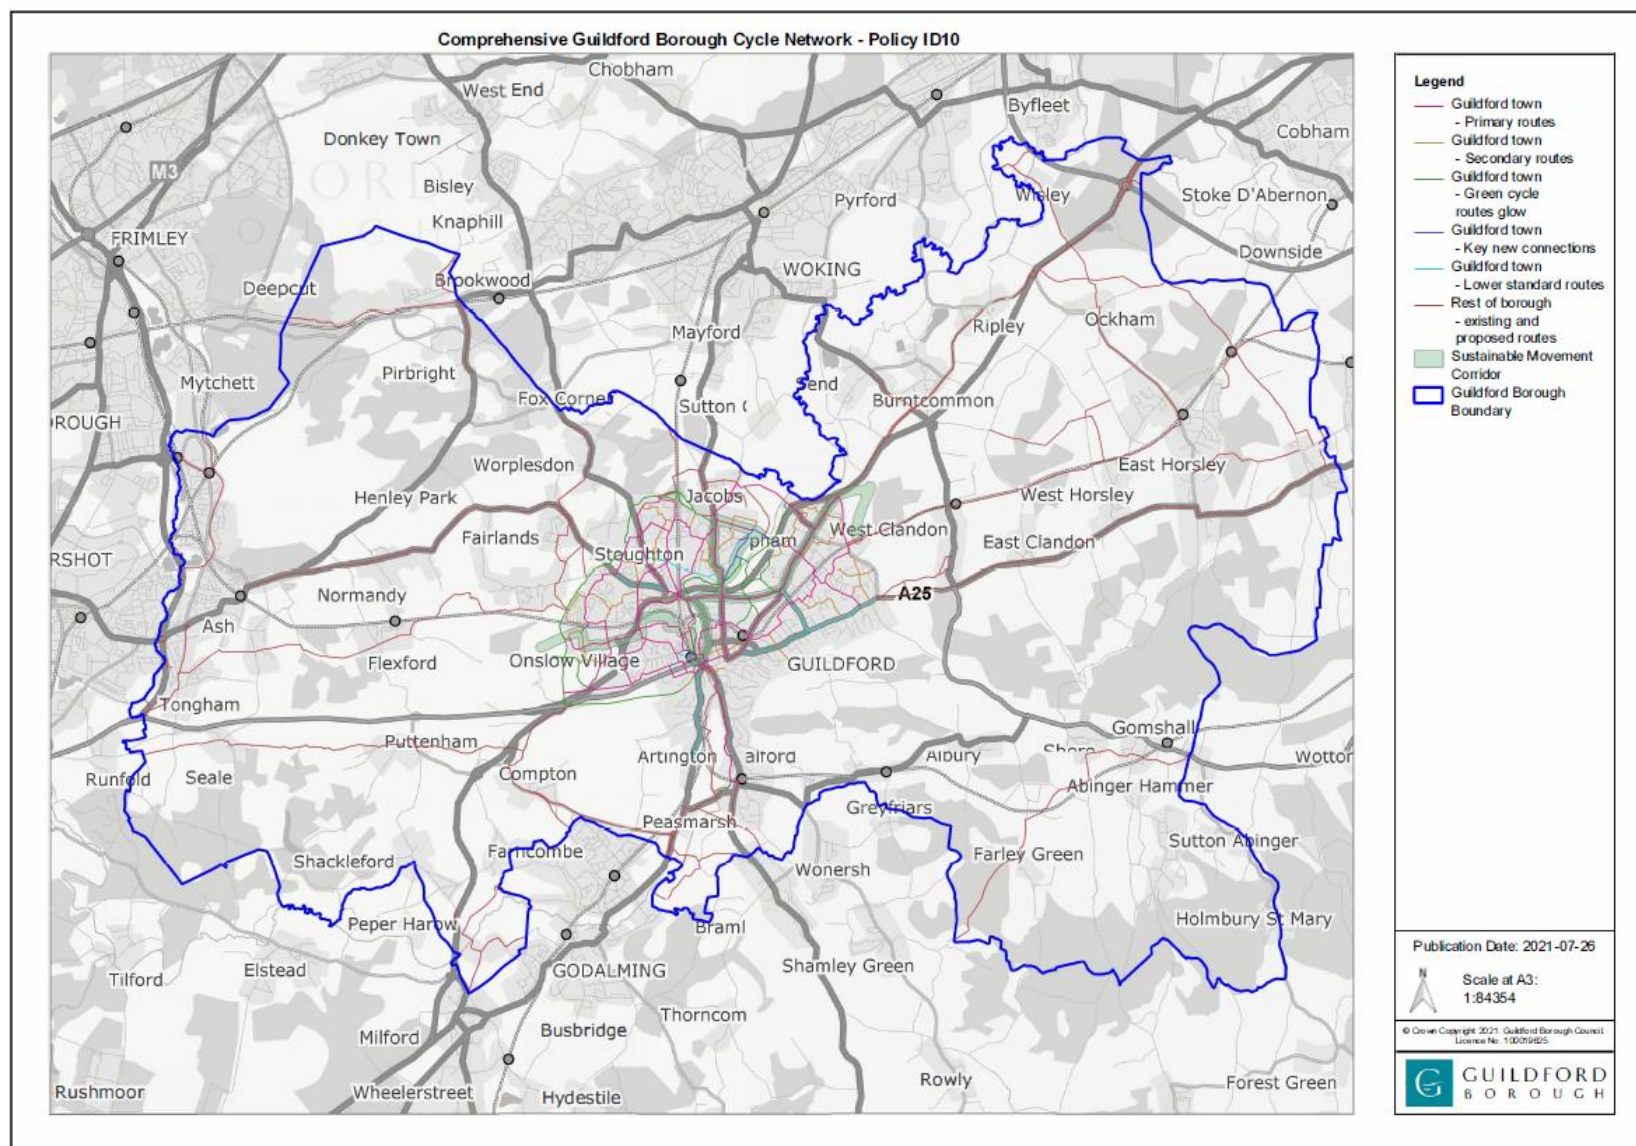 Comprehensive Guildford Borough Cycle Network - Policy ID10
Chobham
West End
Byfleet
Cobham
Donkey Town
M3
Bisley
Pyrford
Wisley
Stoke D'Abernon
Knaphill
FRIMLEY
Downside
WOKING
Deepcut
Brookwood
Ripley
Ockham
Mayford
Mytchett
Pirbright
Send
Fox Corner
Sutton
Burntcommon
OROUGH
Worplesdon
East Horsley
Henley Park
Jacobs
West Horsley
Fairlands
West Clandon
East Clandon
Stoughton
pham
RSHOT
Normandy
A25
Ash
Flexford
Onslow Village
GUILDFORD
Tongham
Gomshall
Puttenham
Artington
alford
Albury
Shere
Wotton
Runfold
Seale
Compton
Abinger Hammer
Greyfriars
Peasmarsh
Sutton Abinger
Shackleford
Farncombe
Farley Green
Wonersh
Peper Harow
Braml
Holmbury St Mary
Tilford
Elstead
GODALMING
Shamley Green
Thorncom
Milford
Busbridge
Rushmoor
Wheelerstreet
Hydestile
Rowly
Forest Green
Legend
Guildford town
- Primary routes
Guildford town
- Secondary routes
Guildford town
- Green cycle
routes glow
Guildford town
- Key new connections
Guildford town
- Lower standard routes
Rest of borough
- existing and
proposed routes
Sustainable Movement
Corridor
Guildford Borough
Boundary
Publication Date: 2021-07-26
N
Scale at A3:
1:84354
© Crown Copyright 2021. Guildford Borough Council.
Licence No. 100019625.
G
GUILDFORD
BOROUGH